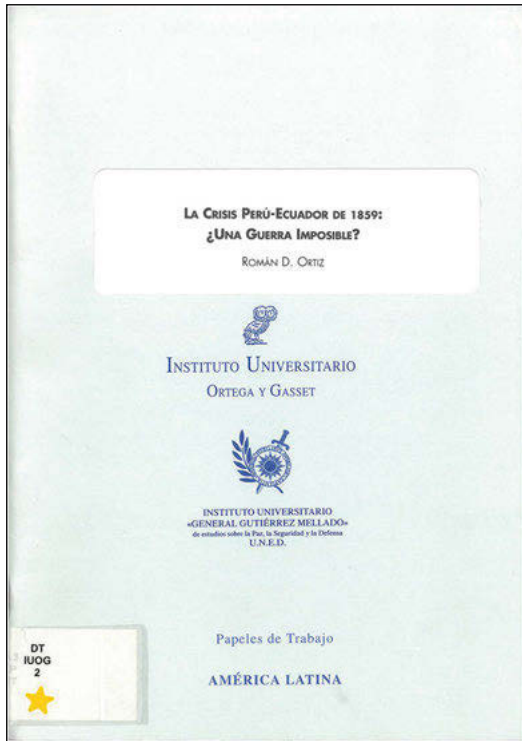 LA CRISIS PERÚ-ECUADOR DE 1859:
¿UNA GUERRA IMPOSIBLE?
ROMÁN D. ORTIZ
INSTITUTO UNIVERSITARIO
ORTEGA Y GASSET
INSTITUTO UNIVERSITARIO
«GENERAL GUTIÉRREZ MELLADO»
de estudios sobre la Paz, la Seguridad y la Defensa
U.N.E.D.
Papeles de Trabajo
AMÉRICA LATINA
DT
IUOG
2